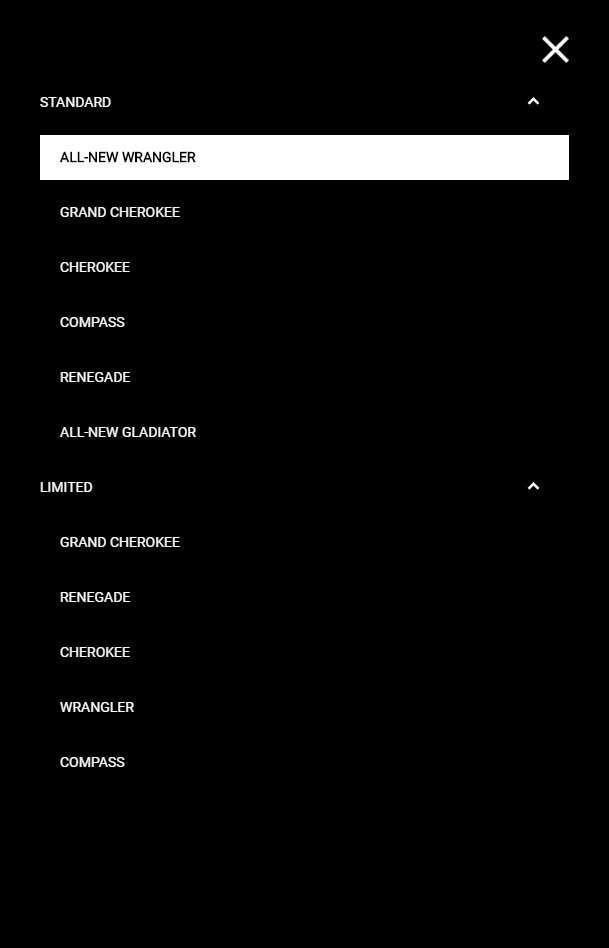 STANDARD
ALL-NEW WRANGLER
GRAND CHEROKEE
CHEROKEE
COMPASS
RENEGADE
ALL-NEW GLADIATOR
LIMITED
GRAND CHEROKEE
RENEGADE
CHEROKEE
WRANGLER
COMPASS